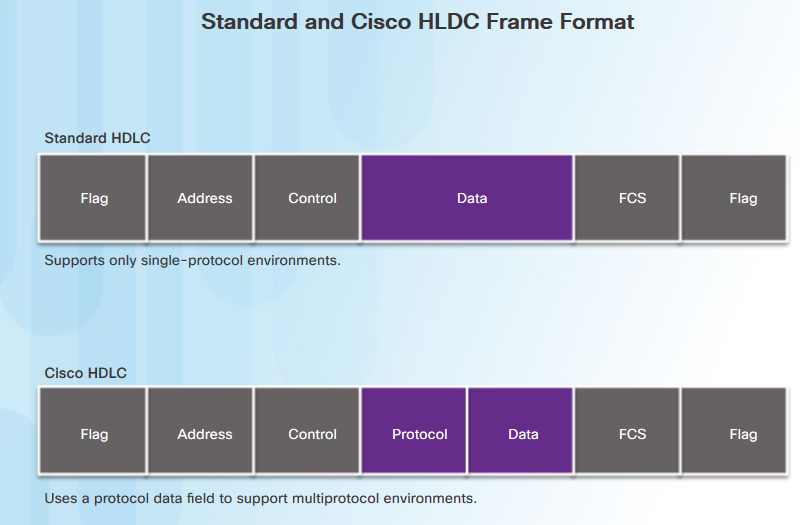 Standard and Cisco HLDC Frame Format
Standard HDLC
Flag Address Control Data FCS Flag
Supports only single-protocol environments.
Cisco HDLC
Flag Address Control Protocol Data FCS Flag
Uses a protocol data field to support multiprotocol environments.